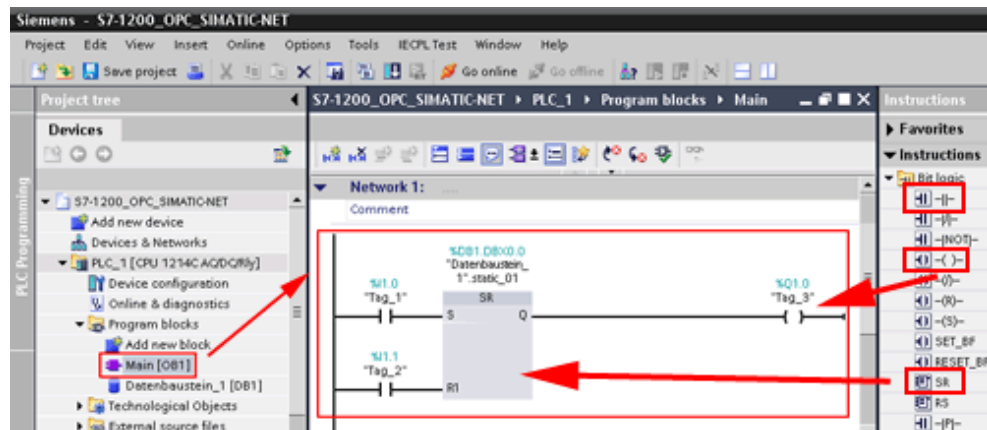 Siemens - S7-1200_OPC_SIMATIC-NET
Project Edit View Insert Online Options Tools IECPL Test Window Help
Save project Go online Go offline
Project tree
S7-1200_OPC_SIMATIC-NET PLC_1 Program blocks Main
Instructions
Devices
Favorites
Instructions
PLC Programming
Network 1: ....
Bit logic
S7-1200_OPC_SIMATIC-NET
Comment
-||-
Add new device
-|/|-
Devices & Networks
-|NOT|-
PLC_1 [CPU 1214C AC/DC/Rly]
-( )-
Device configuration
-(/)-
Online & diagnostics
-(R)-
Program blocks
-(S)-
Add new block
SET_BF
Main [OB1]
RESET_BF
Datenbaustein_1 [DB1]
SR
Technological Objects
RS
External source files
-|P|-
%DB1.DBX0.0
"Datenbaustein_
1".static_01
%I1.0
"Tag_1"
SR
%Q1.0
"Tag_3"
S Q
%I1.1
"Tag_2"
R1